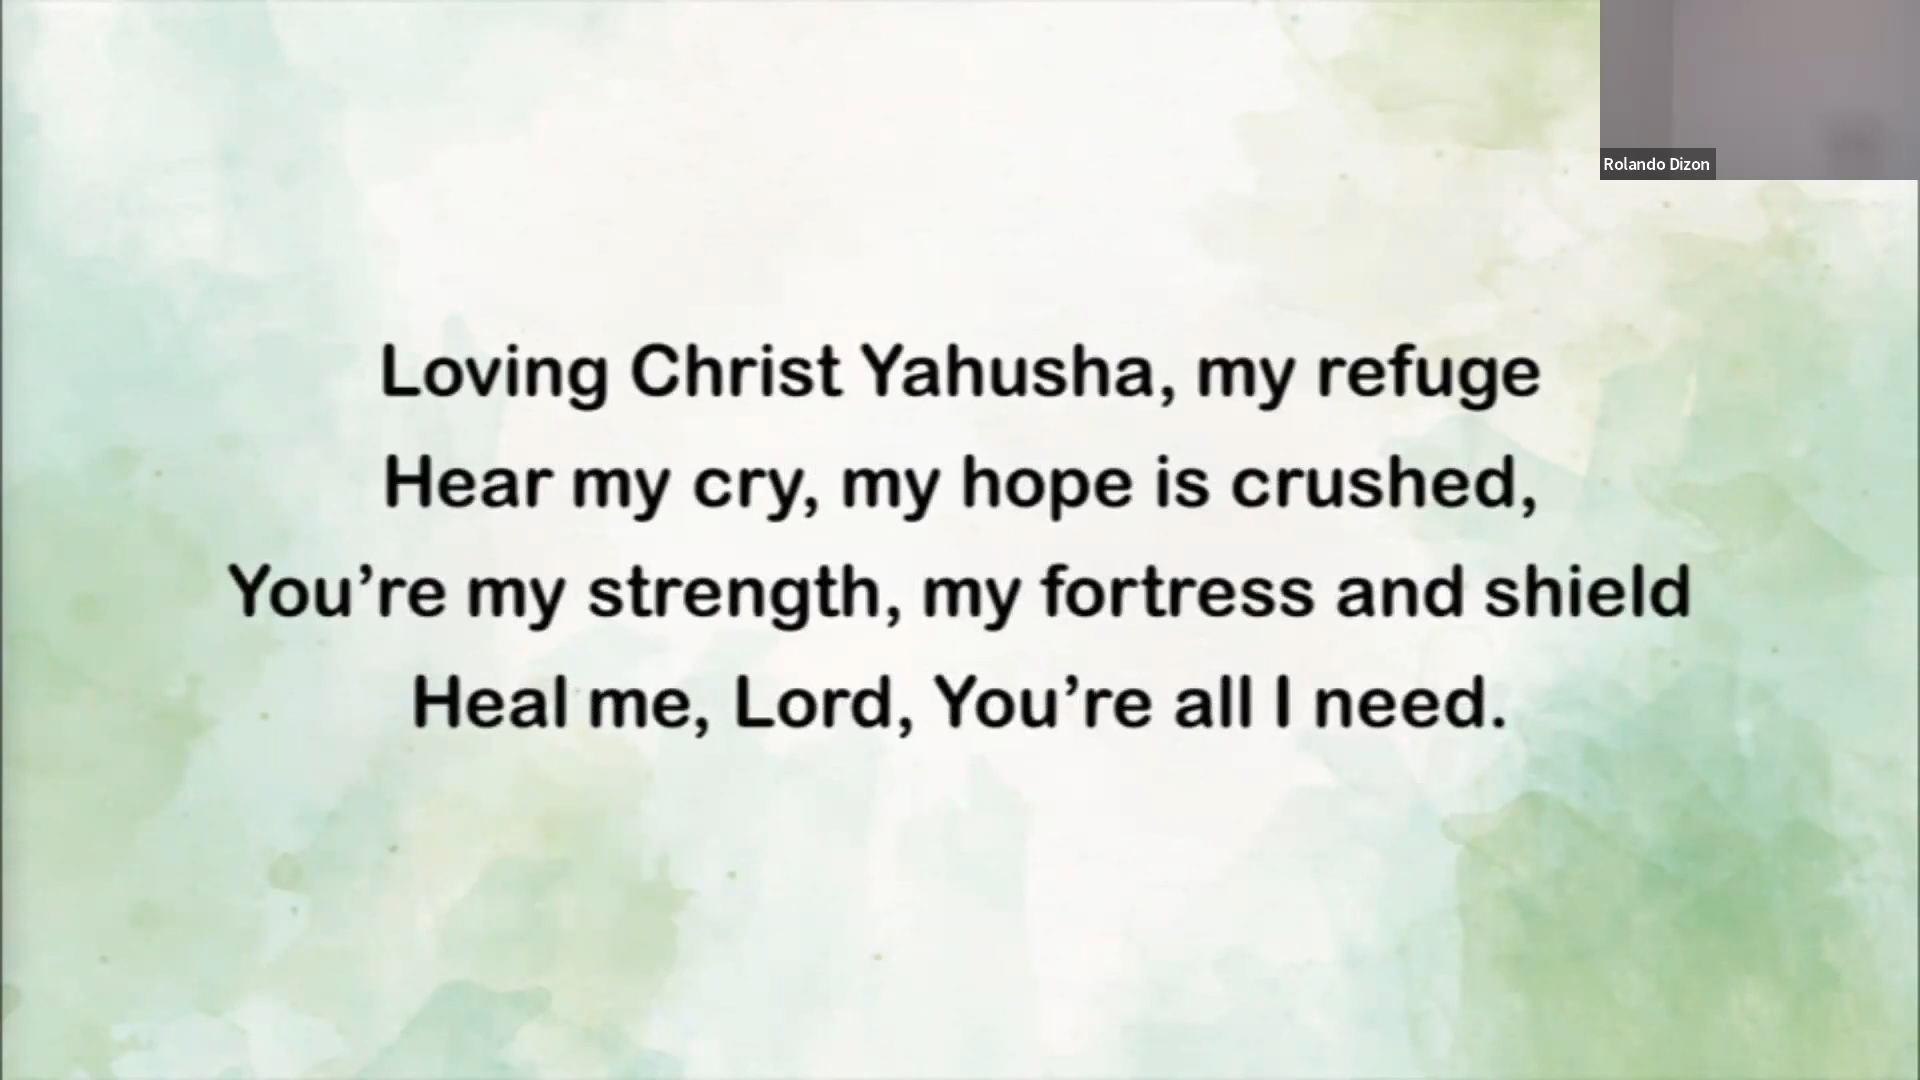 Rolando Dizon
Loving Christ Yahusha, my refuge
Hear my cry, my hope is crushed,
You’re my strength, my fortress and shield
Heal me, Lord, You’re all I need.